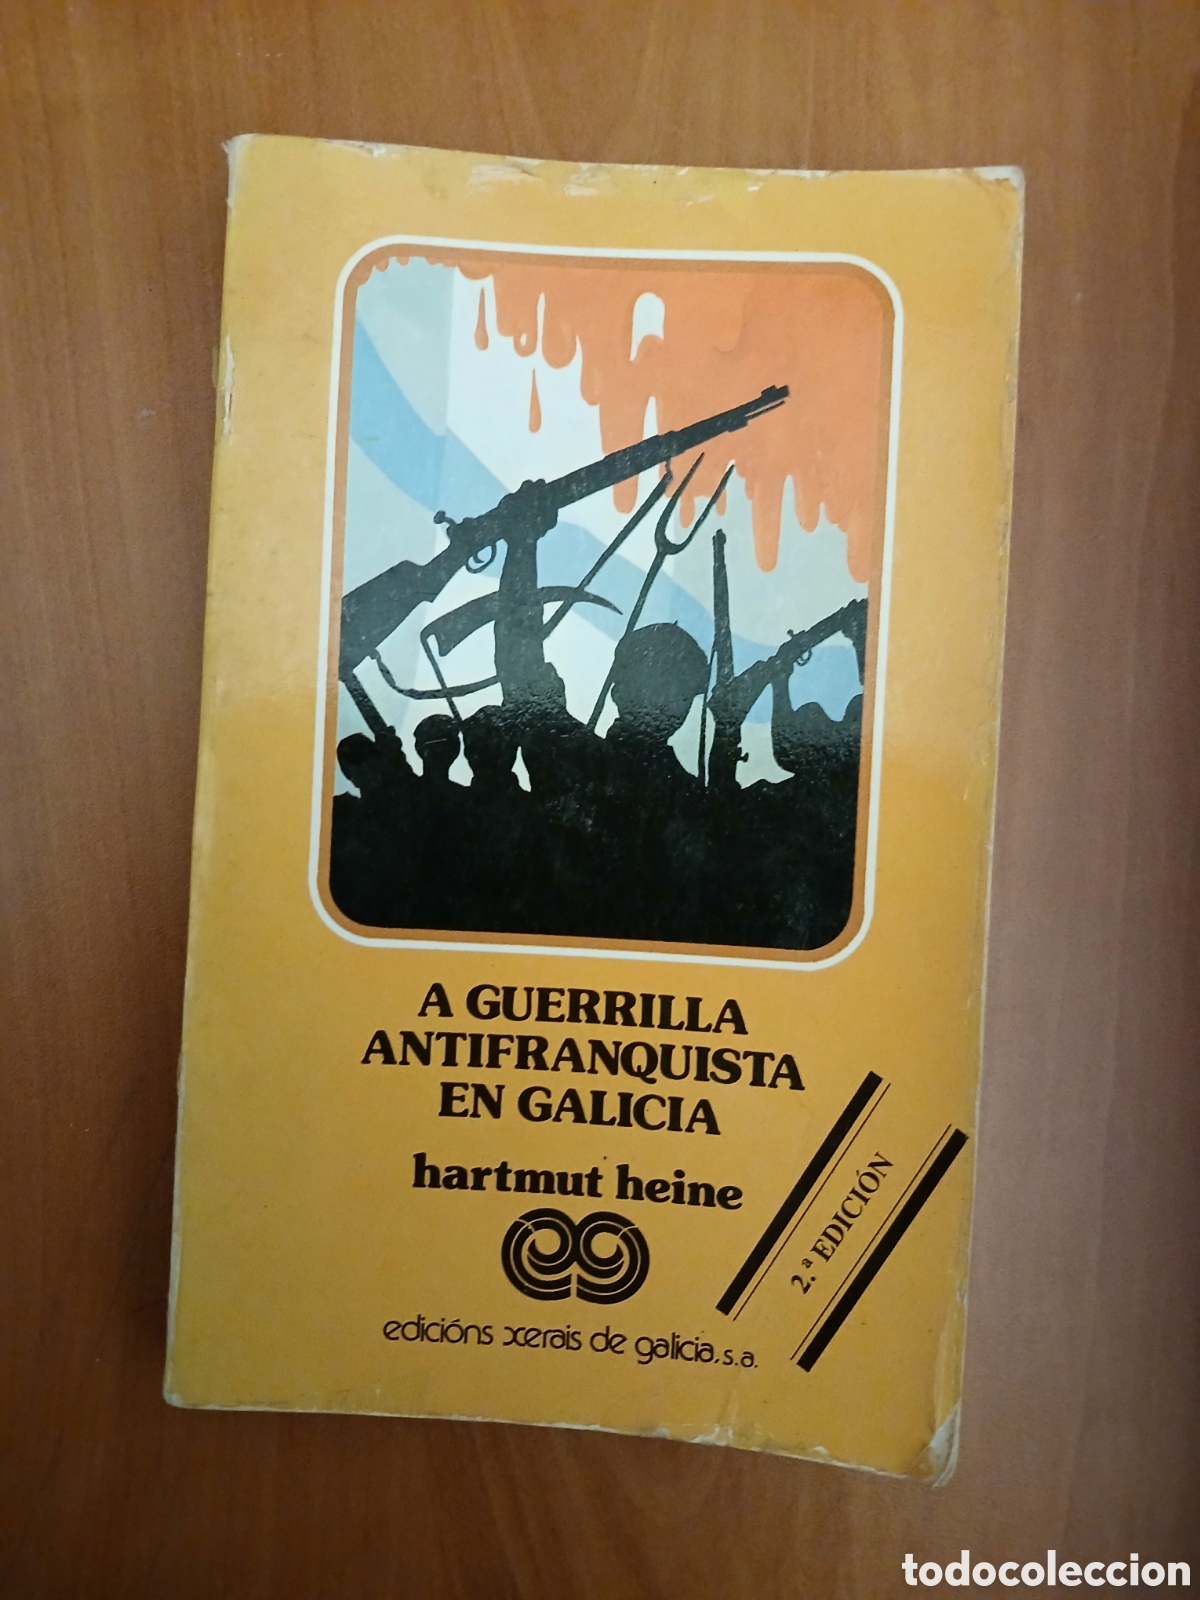 A GUERRILLA
ANTIFRANQUISTA
EN GALICIA
hartmut heine
2.ª EDICIÓN
edicións xerais de galicia, s.a.
todocoleccion